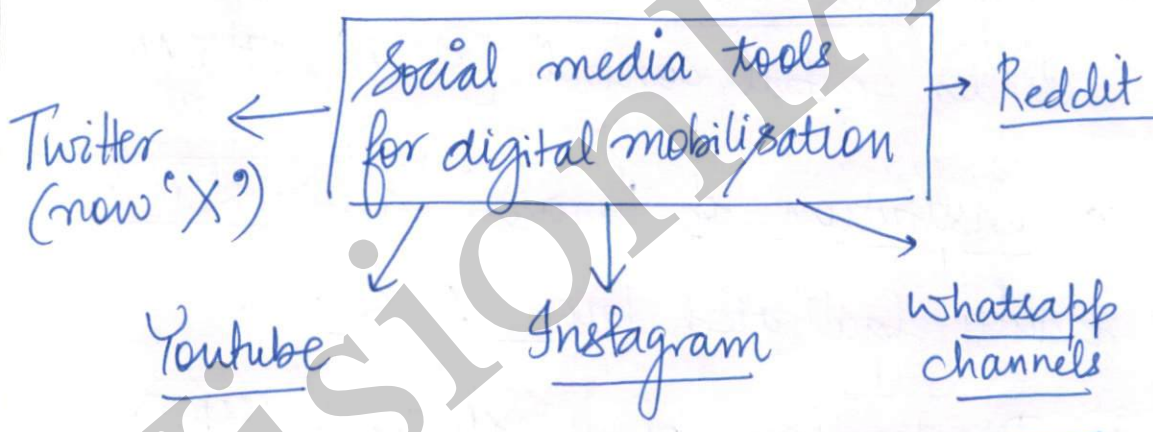 Social media tools
for digital mobilisation
Reddit
Twitter
(now 'X')
Youtube
Instagram
Whatsapp
channels